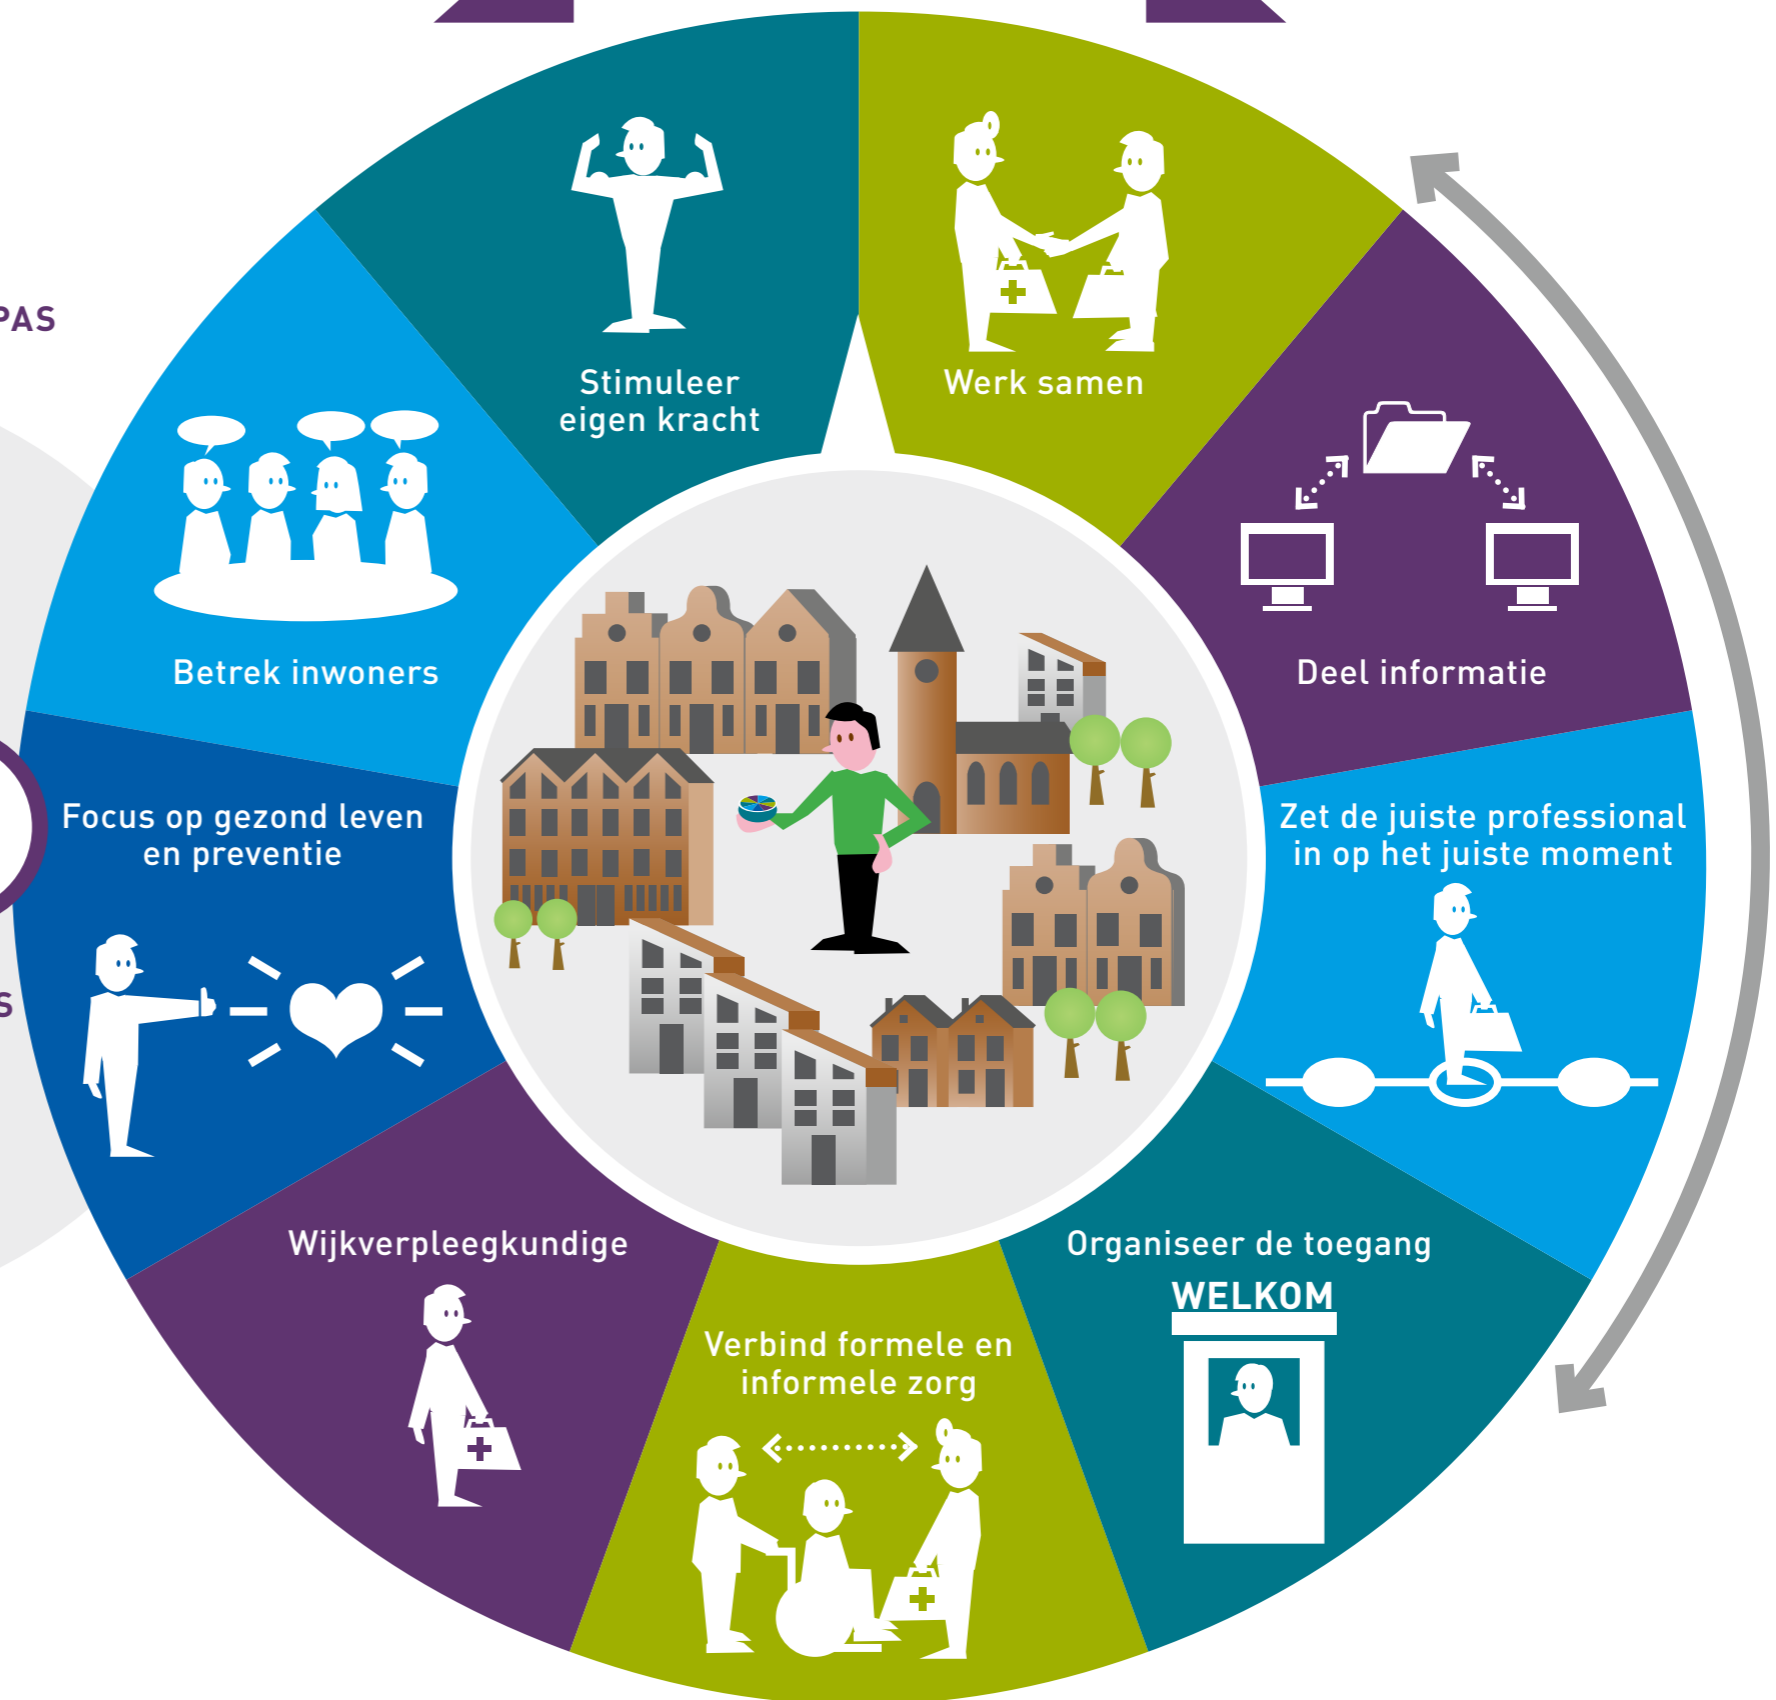 PAS
Stimuleer
eigen kracht
Werk samen
Deel informatie
Betrek inwoners
Zet de juiste professional
in op het juiste moment
Focus op gezond leven
en preventie
S
Organiseer de toegang
WELKOM
Wijkverpleegkundige
Verbind formele en
informele zorg